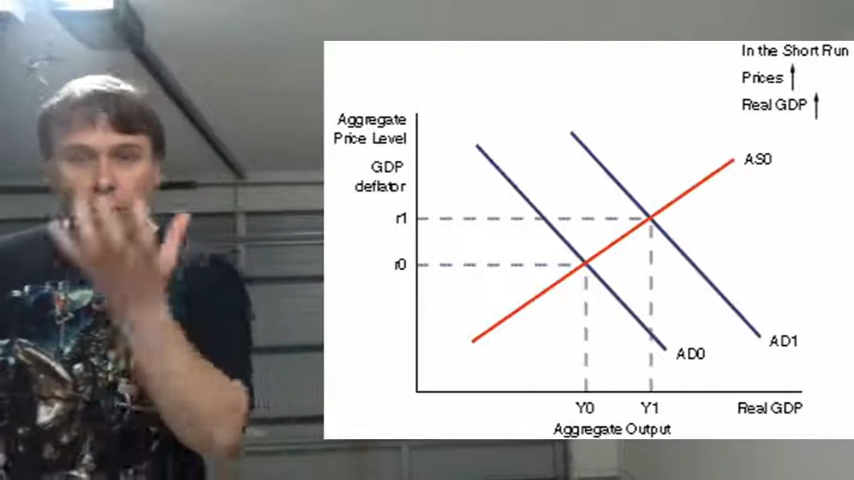 In the Short Run
Prices
Real GDP
Aggregate
Price Level
GDP
deflator
AS0
r1
r0
AD1
AD0
Y0
Y1
Real GDP
Aggregate Output